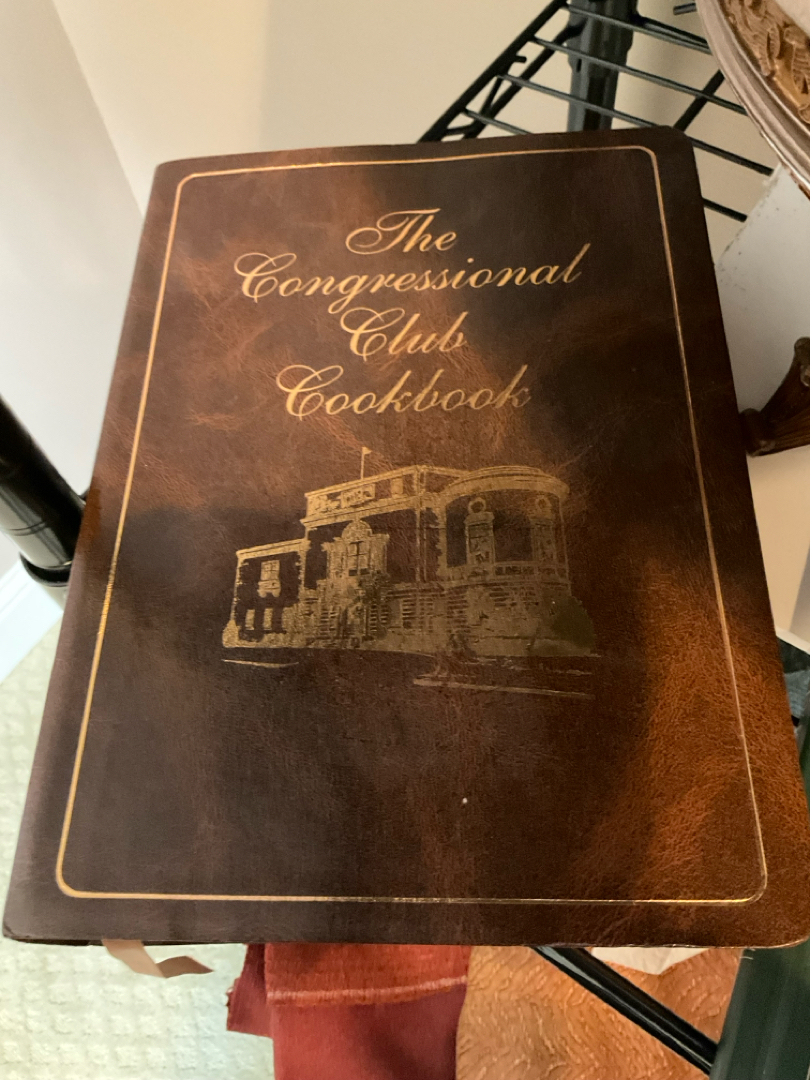 The
Congressional
Club
Cookbook